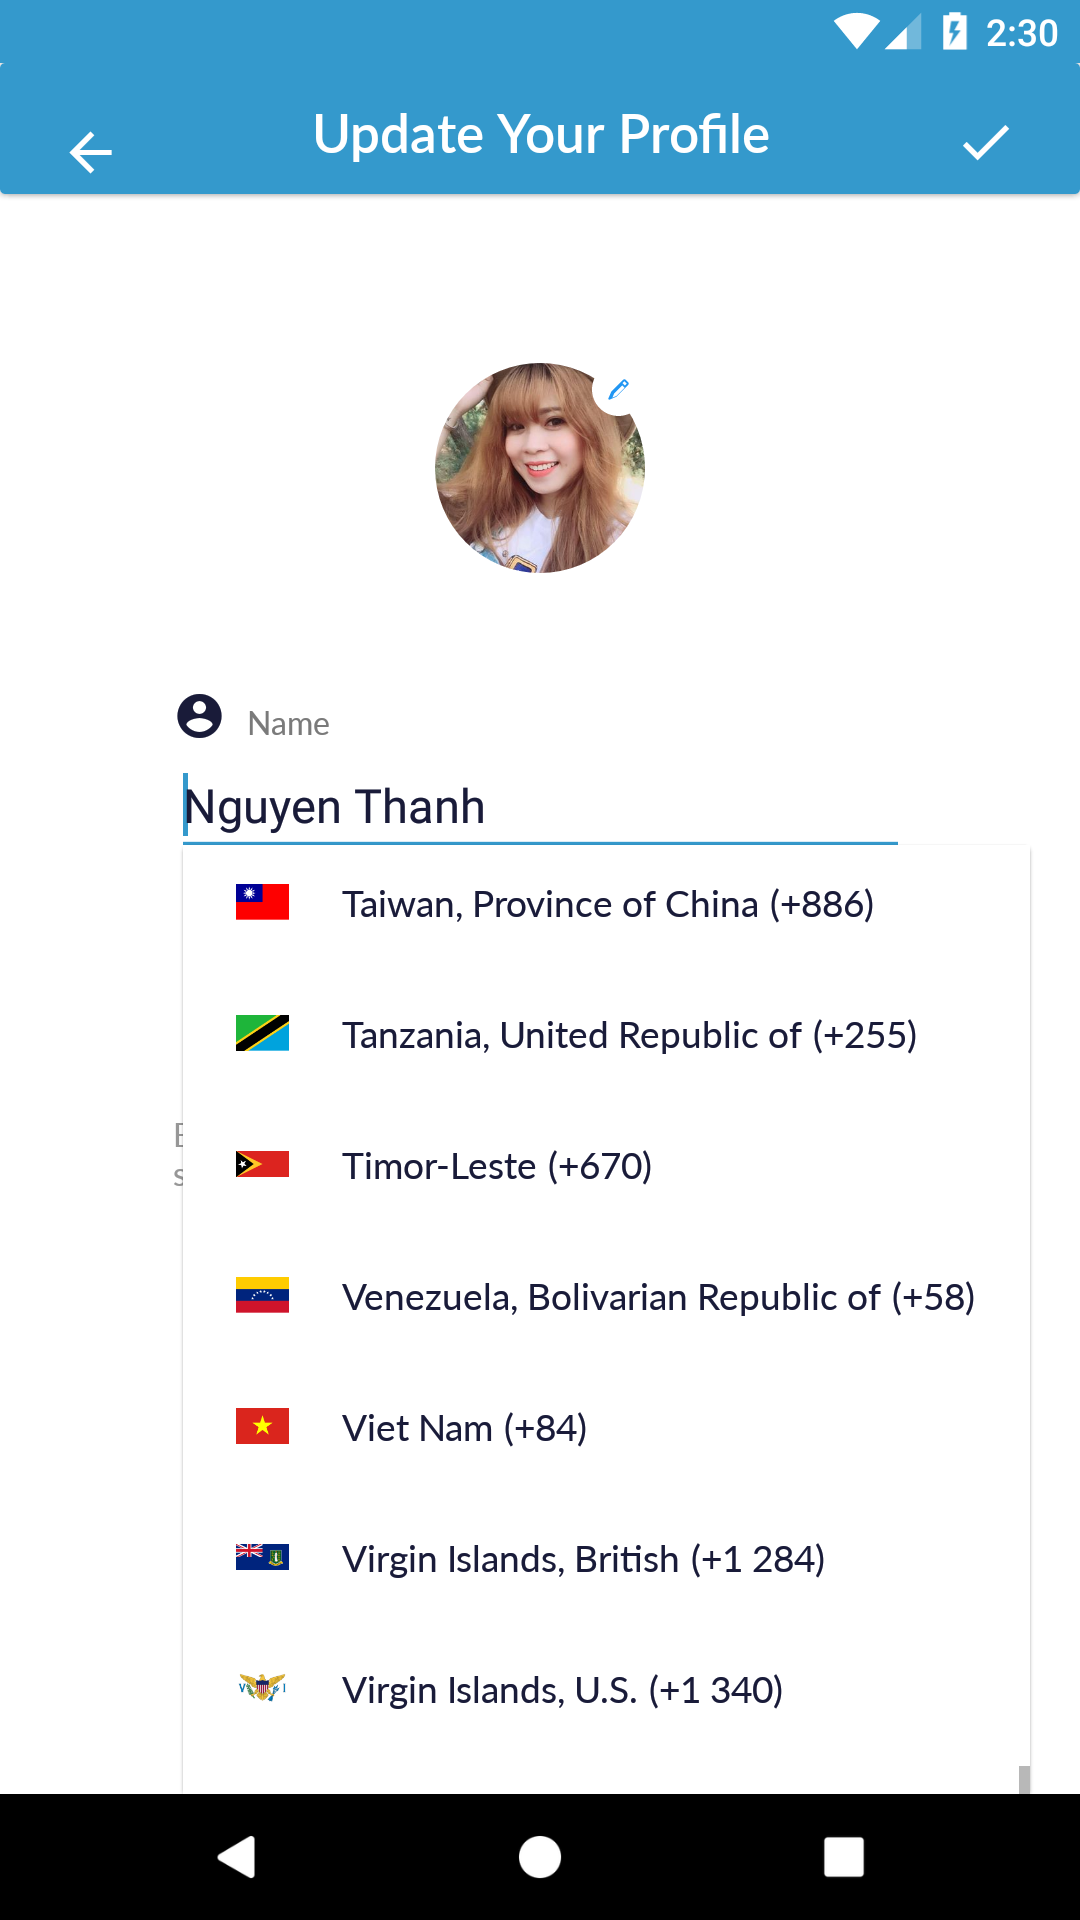 2:30
Update Your Profile
Name
Nguyen Thanh
Taiwan, Province of China (+886)
Tanzania, United Republic of (+255)
Timor-Leste (+670)
Venezuela, Bolivarian Republic of (+58)
Viet Nam (+84)
Virgin Islands, British (+1 284)
Virgin Islands, U.S. (+1 340)